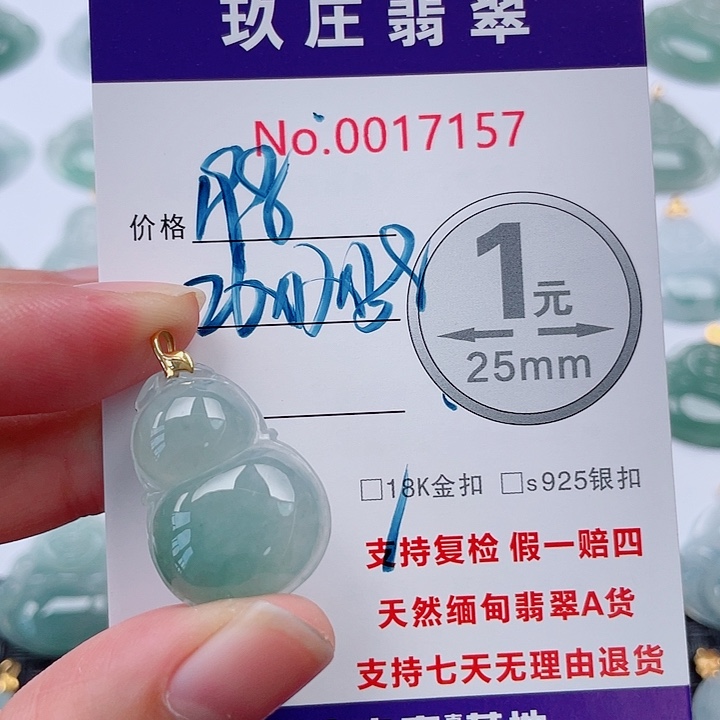 玖庄翡翠
No.0017157
价格
1元
25mm
□18K金扣 □s925银扣
支持复检 假一赔四
天然缅甸翡翠A货
支持七天无理由退货